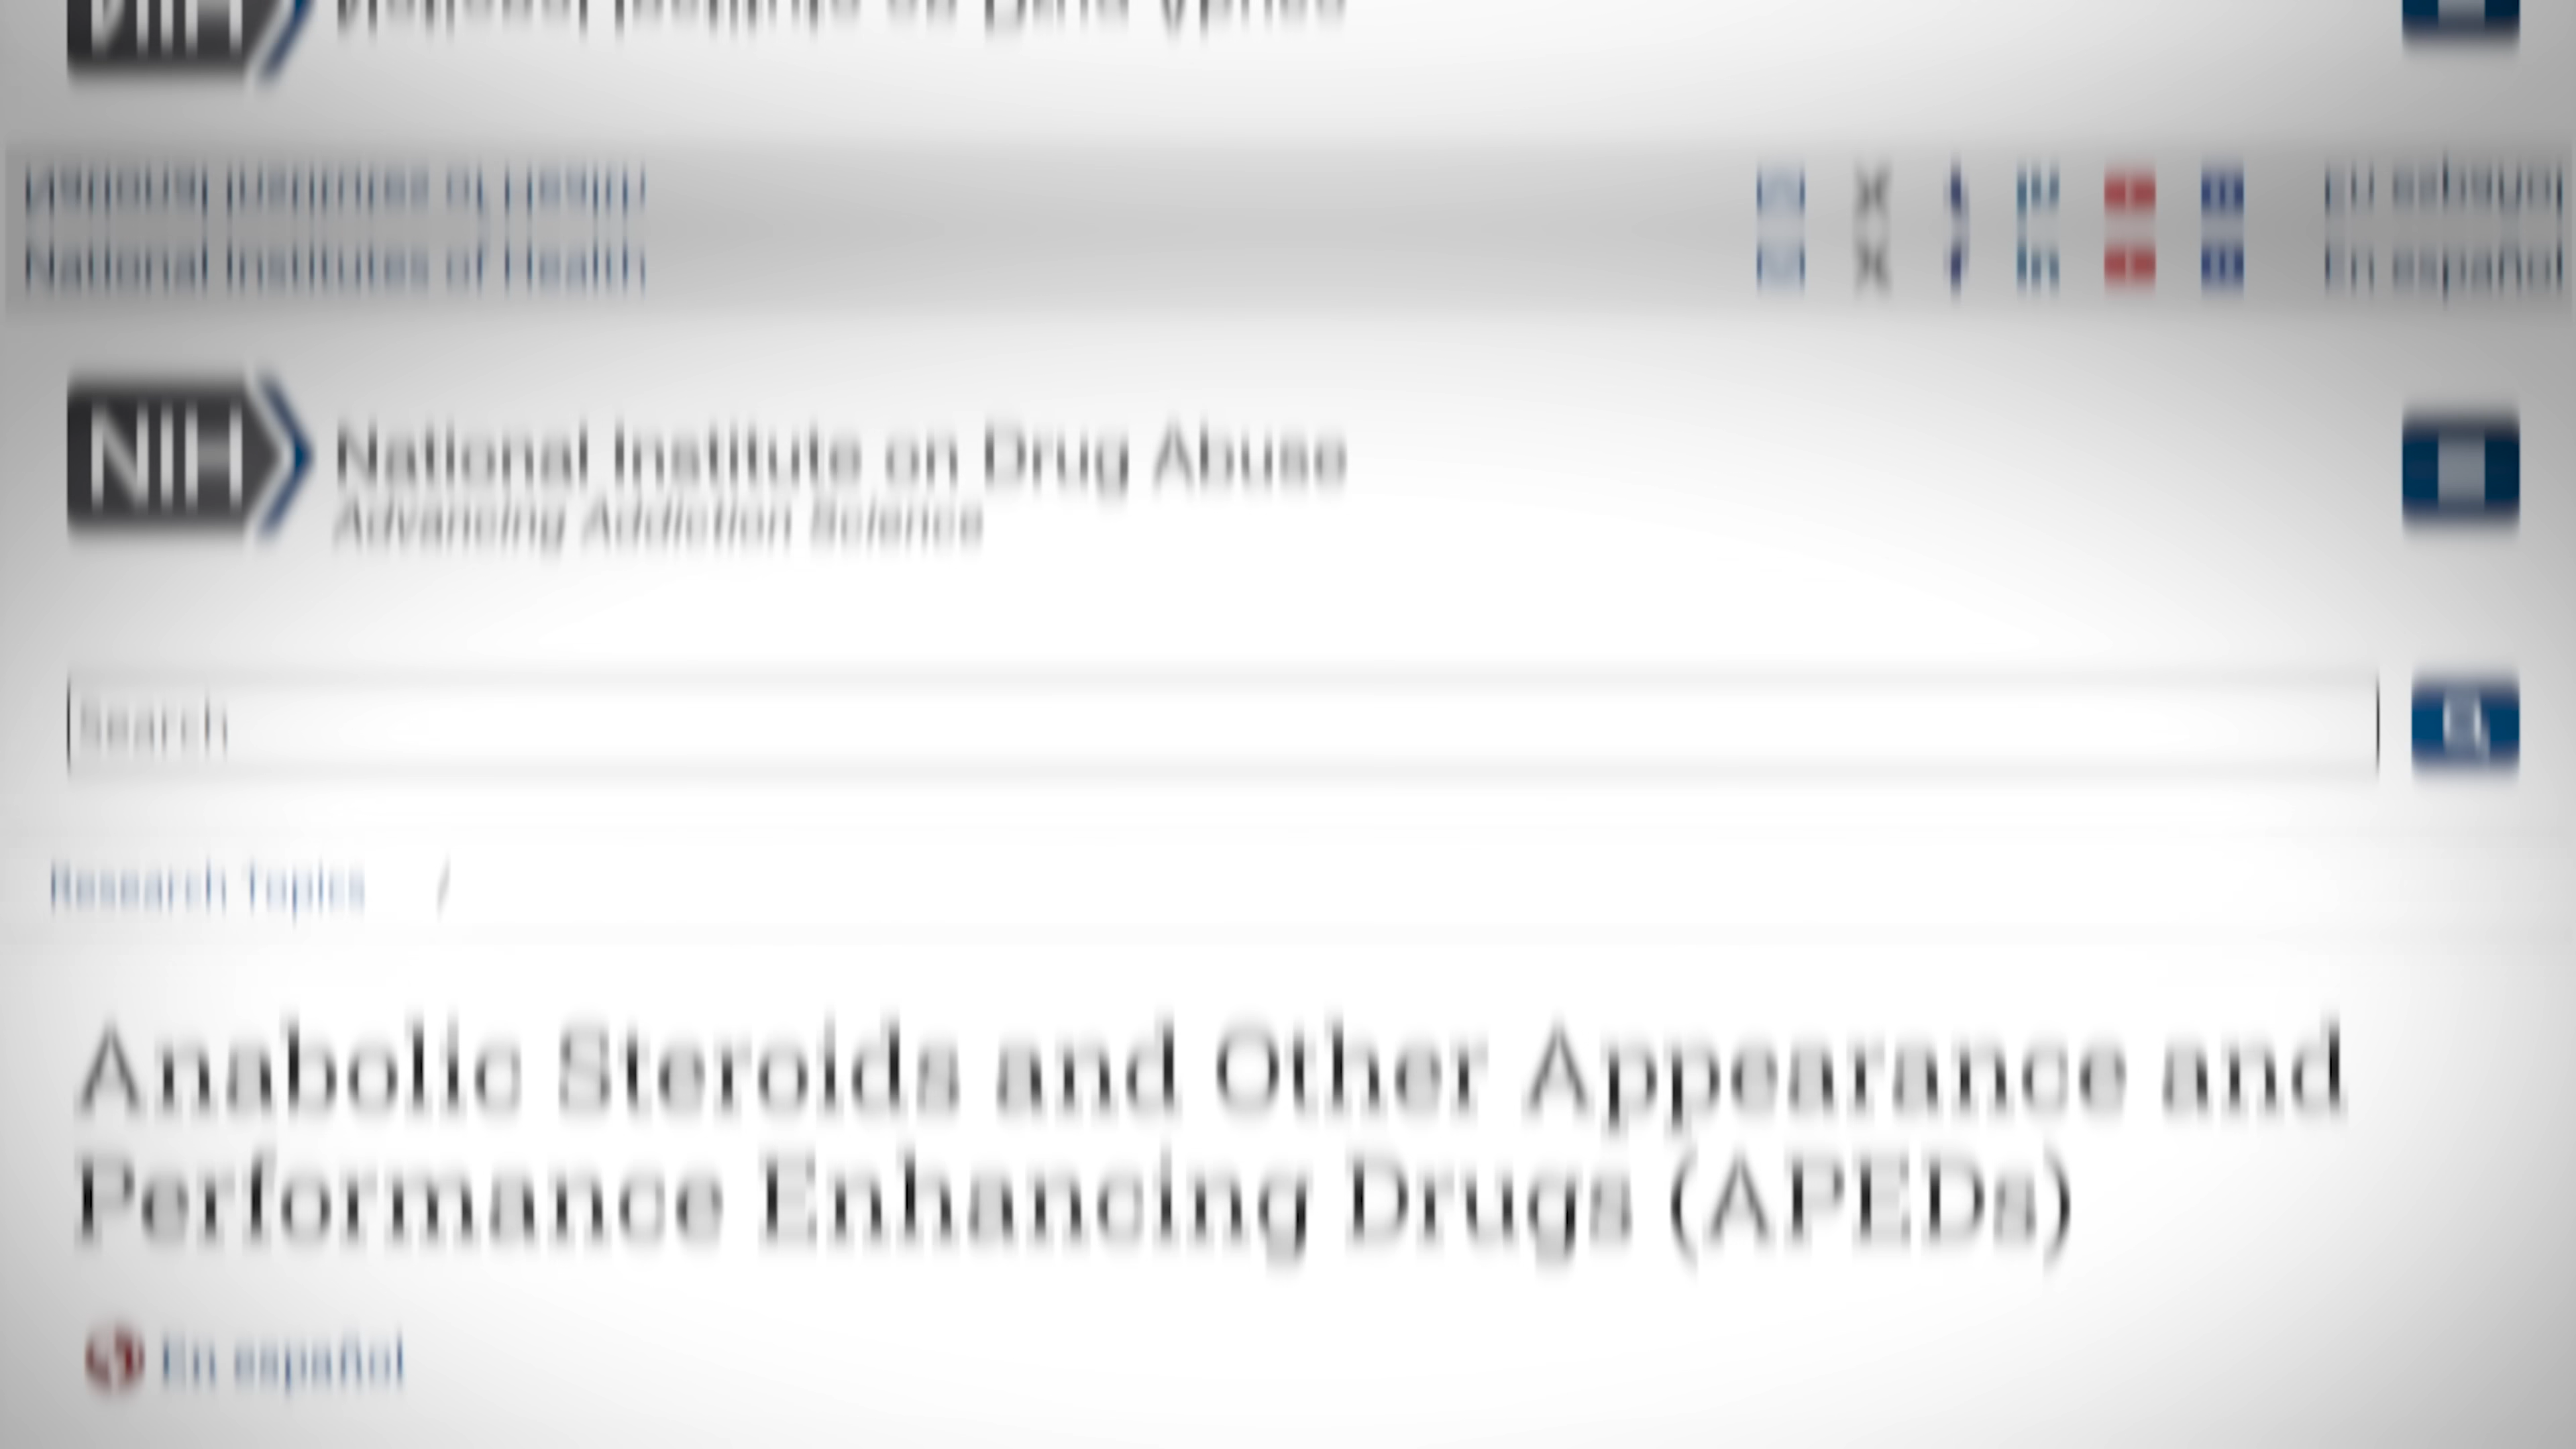 National Institutes of Health
En español
NIH
National Institute on Drug Abuse
Advancing Addiction Science
Search
Research Topics /
Anabolic Steroids and Other Appearance and
Performance Enhancing Drugs (APEDs)
En español